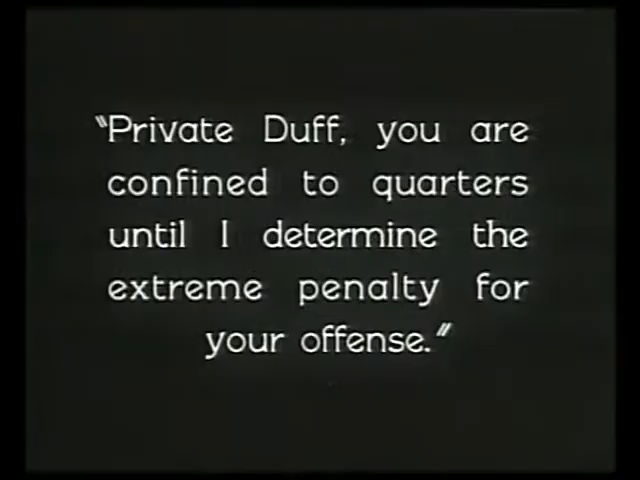 "Private Duff, you are
confined to quarters
until I determine the
extreme penalty for
your offense."